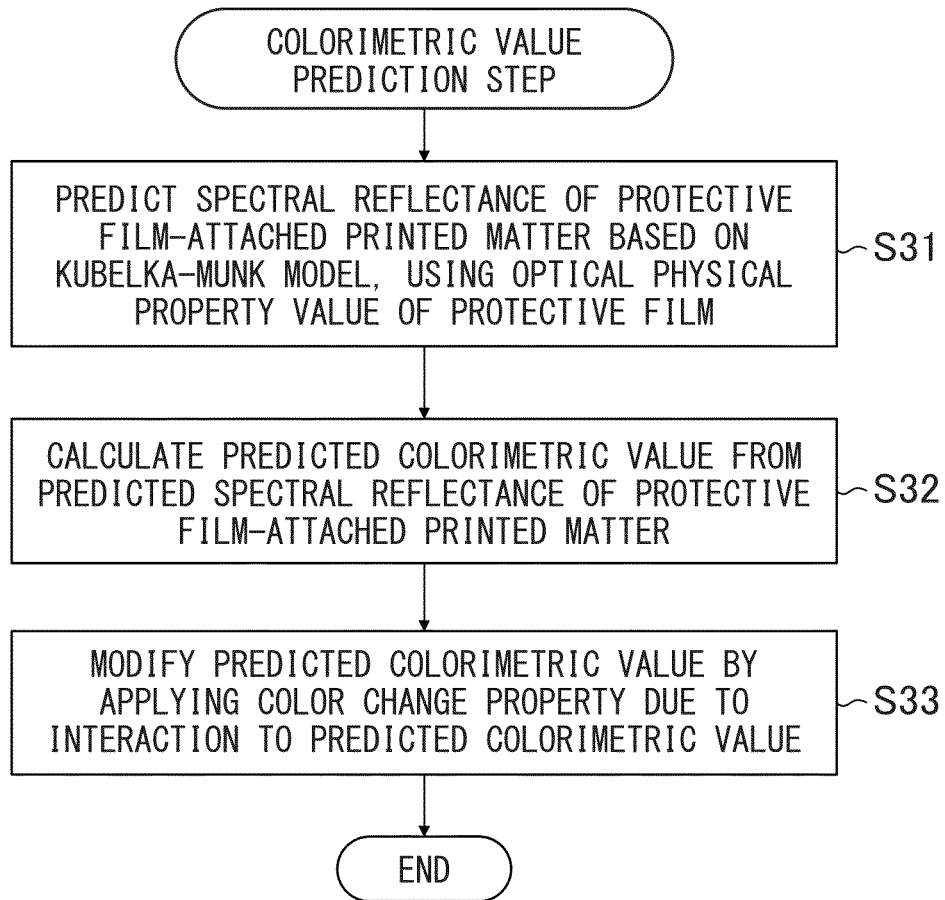 COLORIMETRIC VALUE
PREDICTION STEP
PREDICT SPECTRAL REFLECTANCE OF PROTECTIVE
FILM-ATTACHED PRINTED MATTER BASED ON
KUBELKA-MUNK MODEL, USING OPTICAL PHYSICAL
PROPERTY VALUE OF PROTECTIVE FILM
S31
CALCULATE PREDICTED COLORIMETRIC VALUE FROM
PREDICTED SPECTRAL REFLECTANCE OF PROTECTIVE
FILM-ATTACHED PRINTED MATTER
S32
MODIFY PREDICTED COLORIMETRIC VALUE BY
APPLYING COLOR CHANGE PROPERTY DUE TO
INTERACTION TO PREDICTED COLORIMETRIC VALUE
S33
END